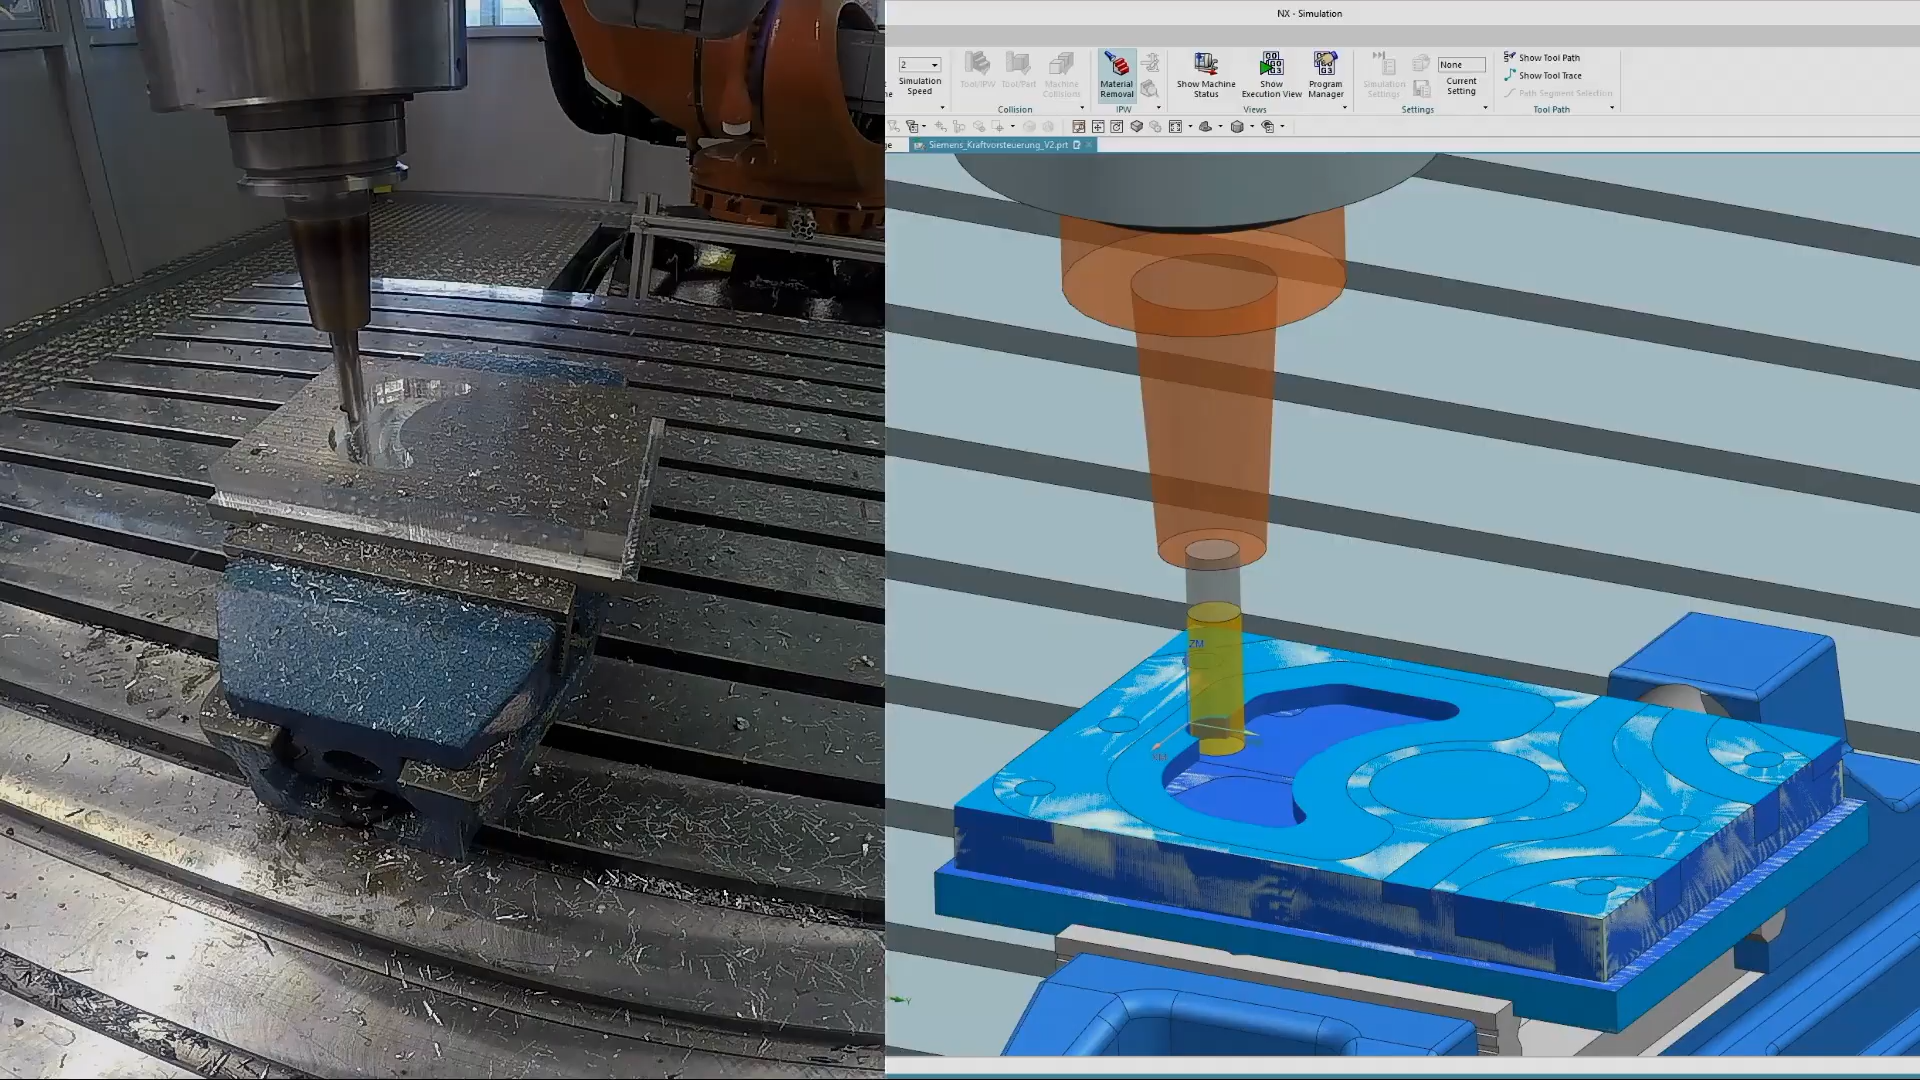 NX - Simulation
2
Simulation
Speed
Tool/IPW
Tool/Part
Machine
Collisions
Collision
Material
Removal
IPW
Show Machine
Status
Show
Execution View
Program
Manager
Views
Simulation
Settings
None
Current
Setting
Settings
Show Tool Path
Show Tool Trace
Path Segment Selection
Tool Path
Siemens_Kraftvorsteuerung_V2.prt
ZM
Y